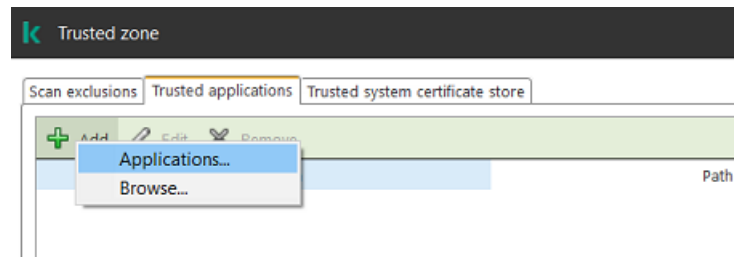 Trusted zone
Scan exclusions Trusted applications Trusted system certificate store
Add Edit Remove
Applications...
Path
Browse...